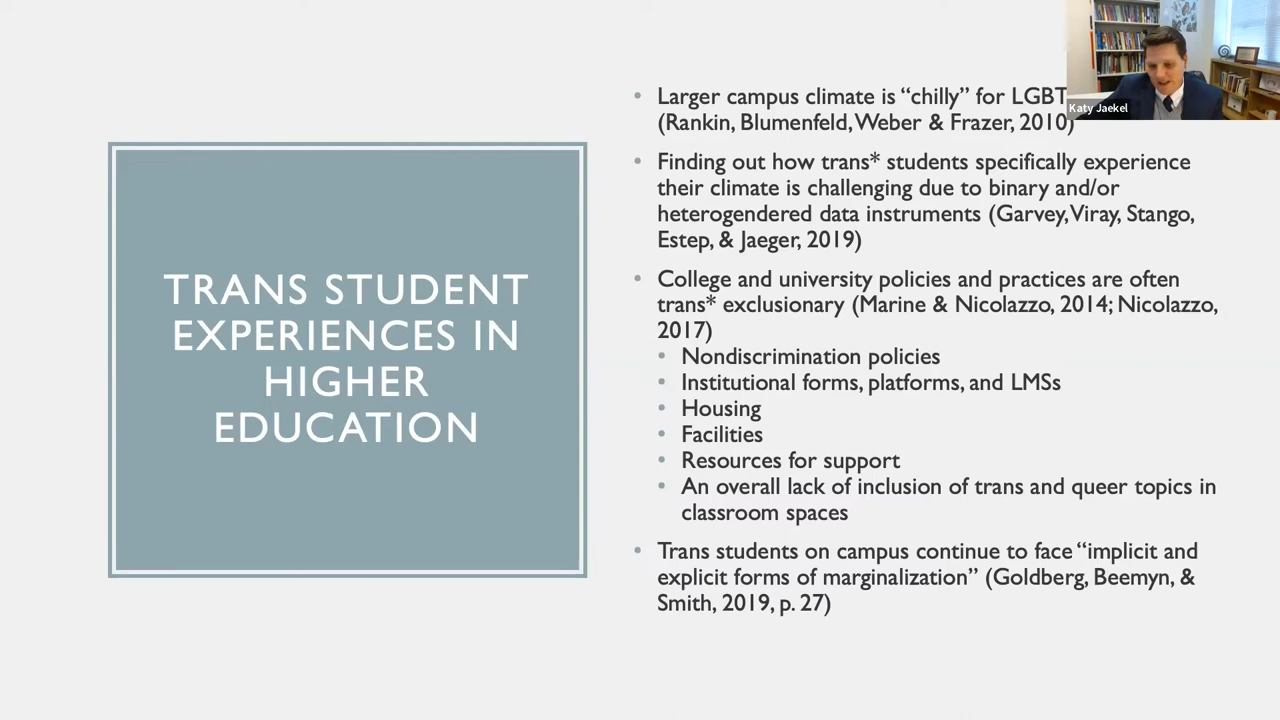 TRANS STUDENT
EXPERIENCES IN
HIGHER
EDUCATION
Larger campus climate is “chilly” for LGBT
(Rankin, Blumenfeld, Weber & Frazer, 2010)
Finding out how trans* students specifically experience
their climate is challenging due to binary and/or
heterogendered data instruments (Garvey, Viray, Stango,
Estep, & Jaeger, 2019)
College and university policies and practices are often
trans* exclusionary (Marine & Nicolazzo, 2014; Nicolazzo,
2017)
Nondiscrimination policies
Institutional forms, platforms, and LMSs
Housing
Facilities
Resources for support
An overall lack of inclusion of trans and queer topics in
classroom spaces
Trans students on campus continue to face “implicit and
explicit forms of marginalization” (Goldberg, Beemyn, &
Smith, 2019, p. 27)
Katy Jaekel